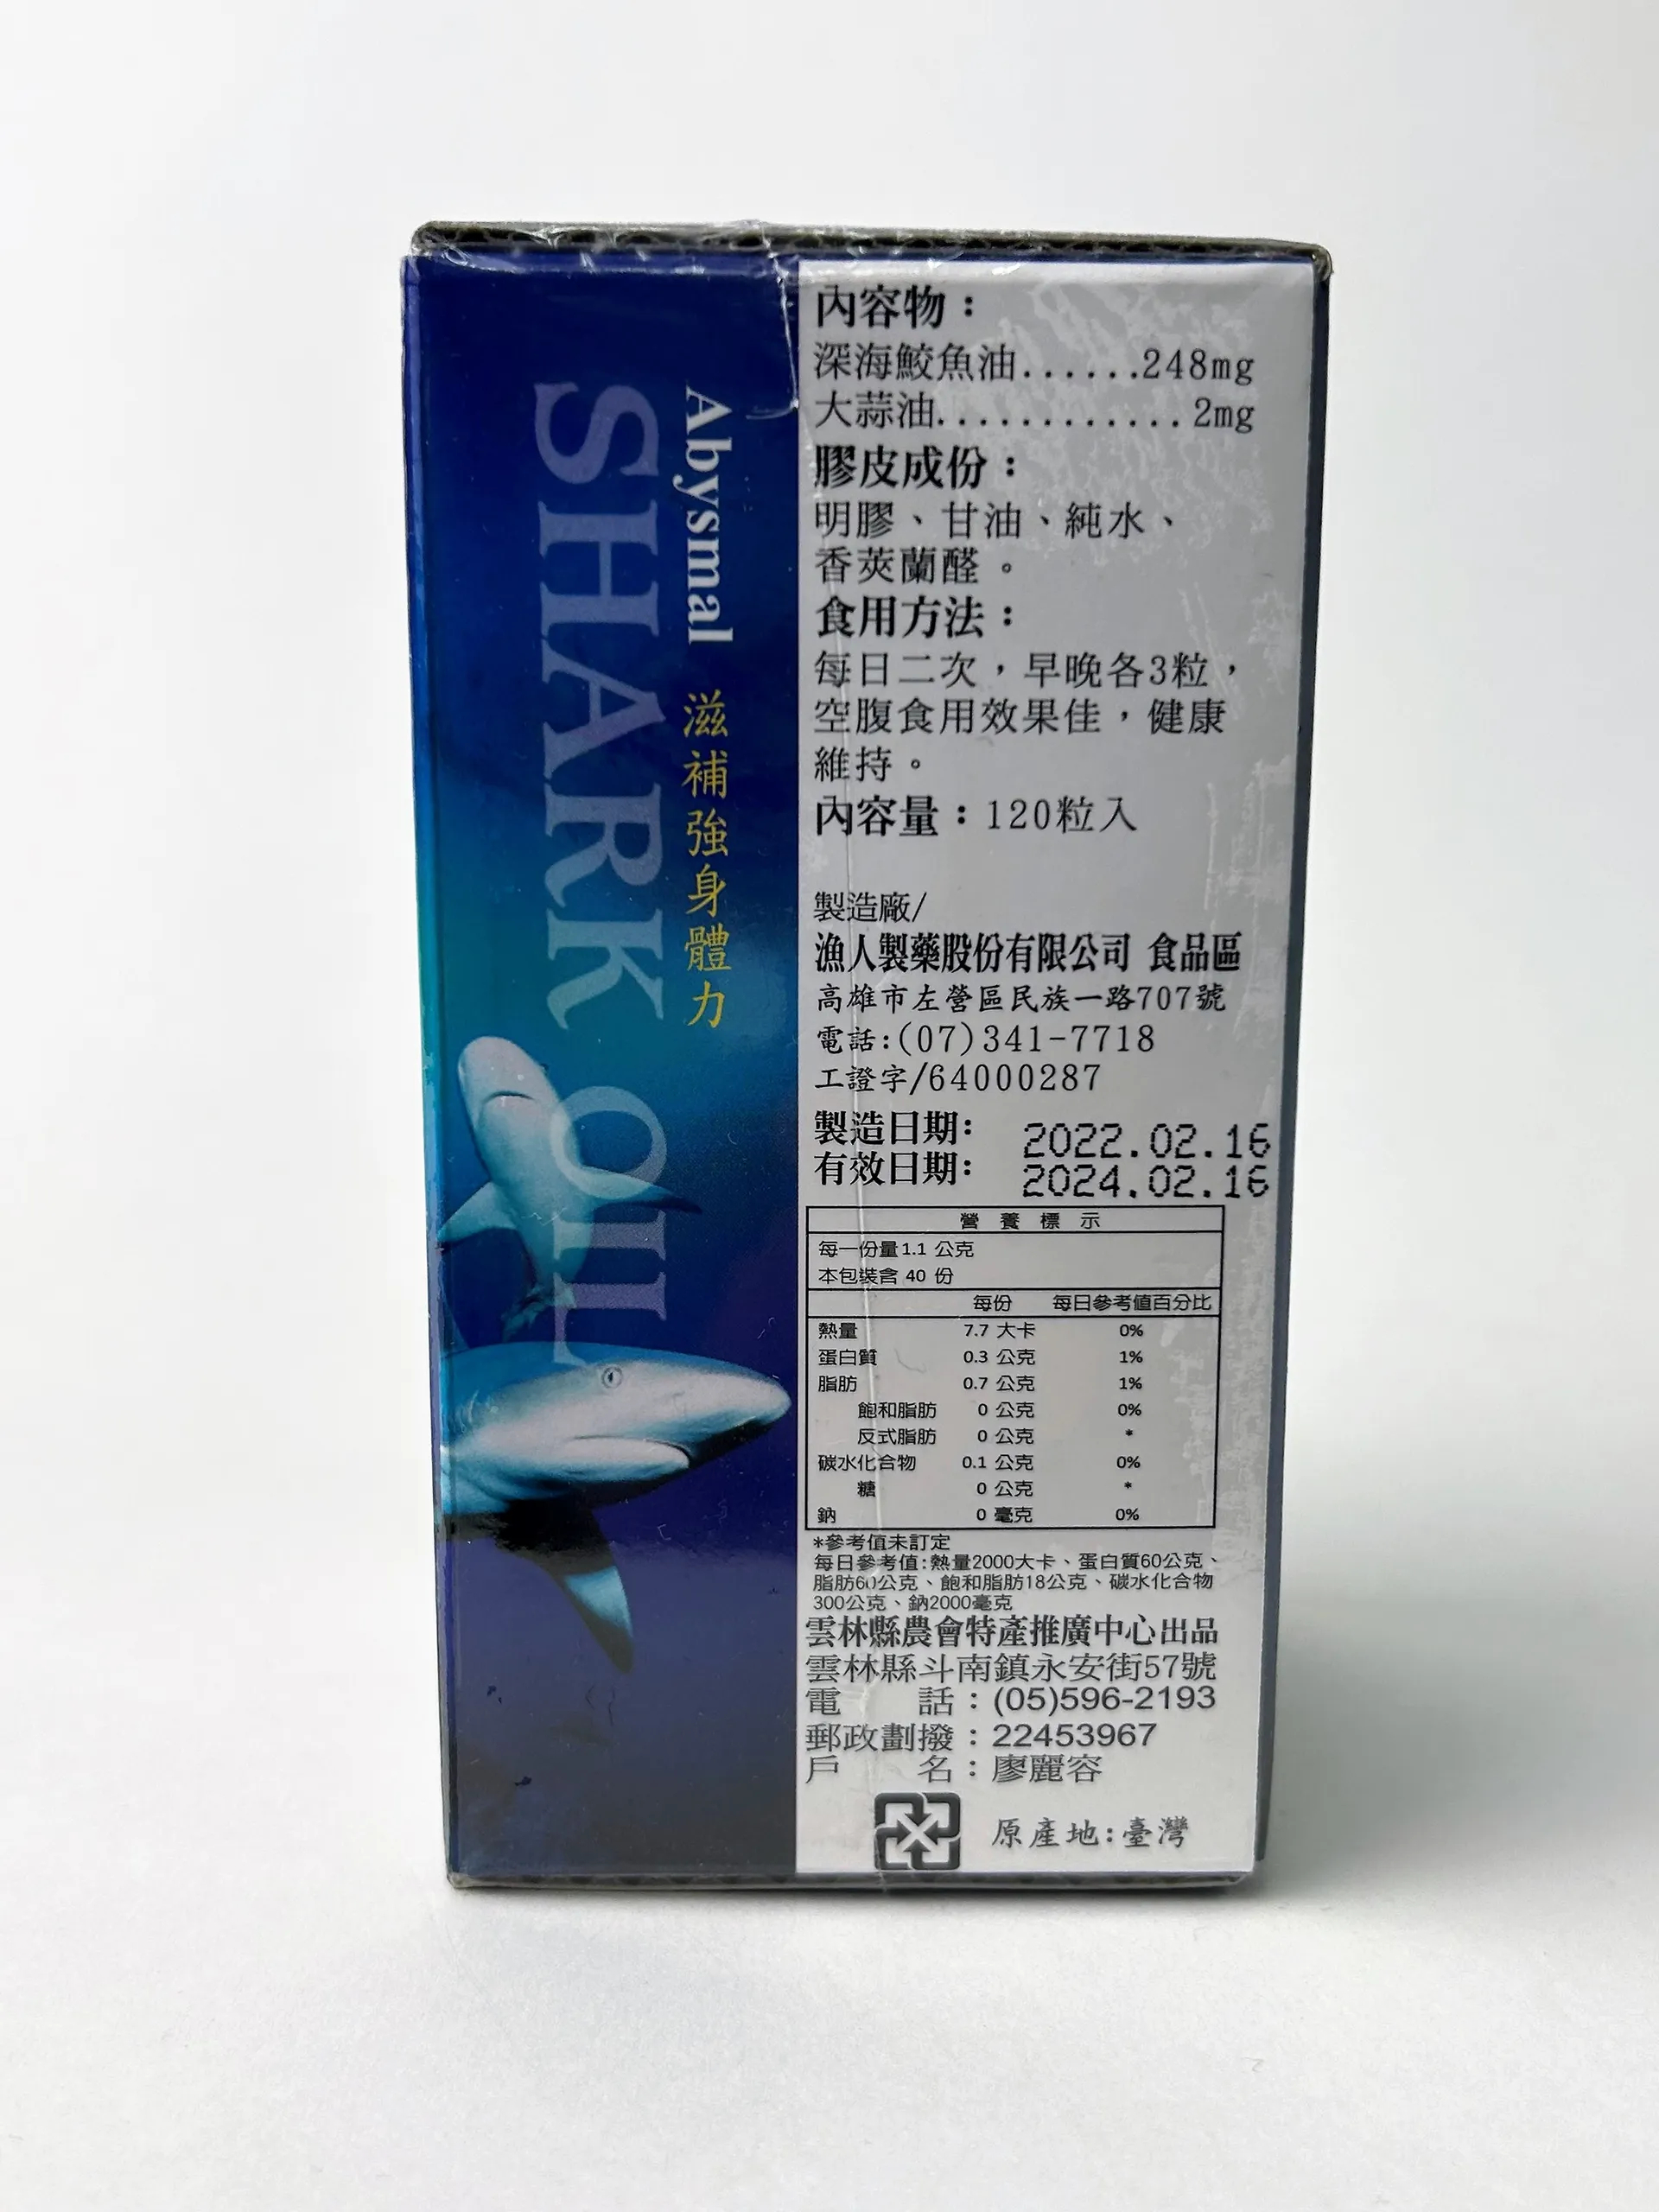 Abysmal 滋補強身體力
SHARK OIL
內容物：
深海鮫魚油......248mg
大蒜油............2mg
膠皮成份：
明膠、甘油、純水、
香莢蘭醛。
食用方法：
每日二次，早晚各3粒，
空腹食用效果佳，健康
維持。
內容量：120粒入
製造廠/
漁人製藥股份有限公司 食品區
高雄市左營區民族一路707號
電話:(07)341-7718
工證字/64000287
製造日期: 2022.02.16
有效日期: 2024.02.16
營養標示
每一份量1.1 公克
本包裝含 40 份
每份 每日參考值百分比
熱量 7.7 大卡 0%
蛋白質 0.3 公克 1%
脂肪 0.7 公克 1%
飽和脂肪 0 公克 0%
反式脂肪 0 公克 *
碳水化合物 0.1 公克 0%
糖 0 公克 *
鈉 0 毫克 0%
*參考值未訂定
每日參考值:熱量2000大卡、蛋白質60公克、
脂肪60公克、飽和脂肪18公克、碳水化合物
300公克、鈉2000毫克
雲林縣農會特產推廣中心出品
雲林縣斗南鎮永安街57號
電話：(05)596-2193
郵政劃撥：22453967
戶名：廖麗容
原產地:臺灣